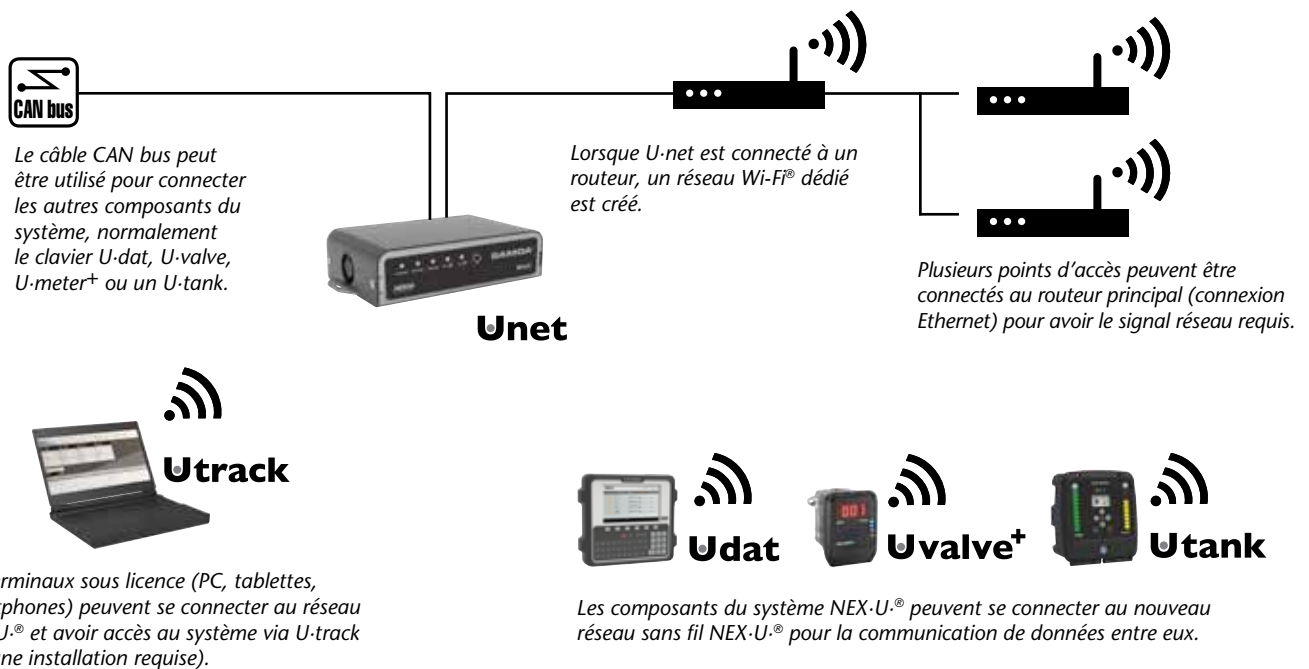 CAN bus
Le câble CAN bus peut
être utilisé pour connecter
les autres composants du
système, normalement
le clavier U·dat, U·valve,
U·meter+ ou un U·tank.
Lorsque U·net est connecté à un
routeur, un réseau Wi-Fi® dédié
est créé.
Plusieurs points d'accès peuvent être
connectés au routeur principal (connexion
Ethernet) pour avoir le signal réseau requis.
SAMOA
Unet
Utrack
Udat
001
Uvalve+
Utank
erminaux sous licence (PC, tablettes,
phones) peuvent se connecter au réseau
U·® et avoir accès au système via U·track
ne installation requise).
Les composants du système NEX·U·® peuvent se connecter au nouveau
réseau sans fil NEX·U·® pour la communication de données entre eux.